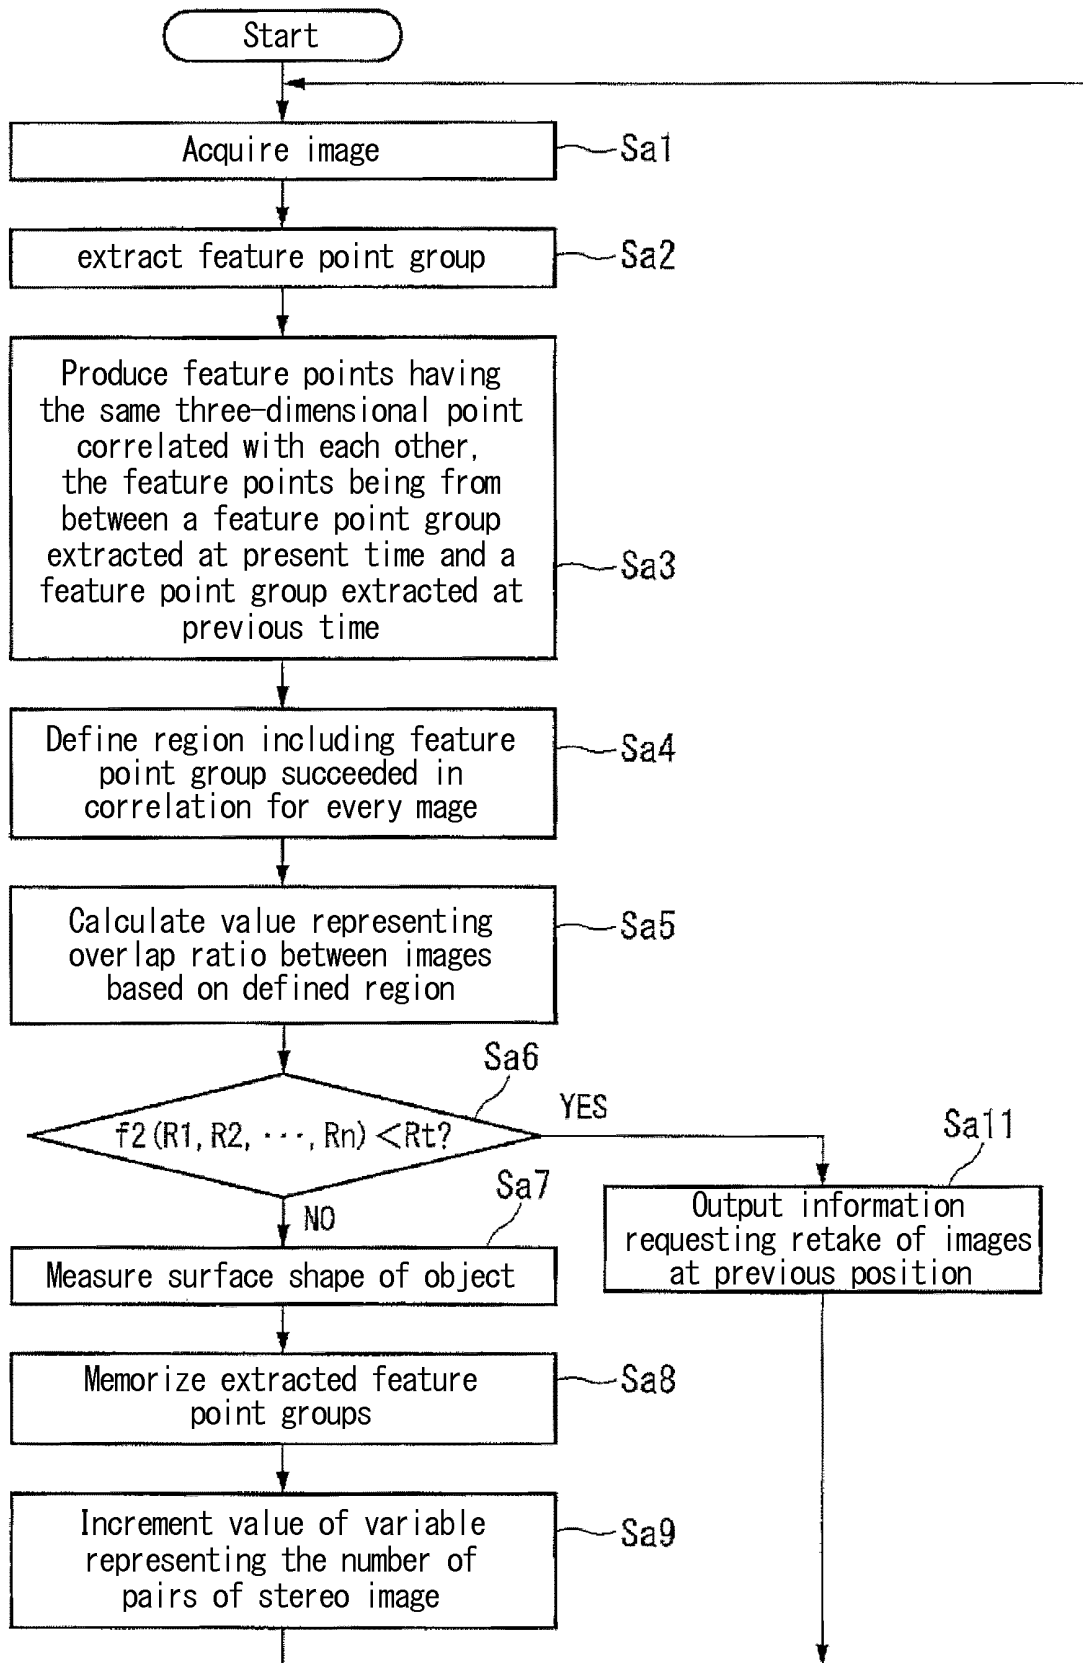 Start
Acquire image
Sa1
extract feature point group
Sa2
Produce feature points having
the same three-dimensional point
correlated with each other,
the feature points being from
between a feature point group
extracted at present time and a
feature point group extracted at
previous time
Sa3
Define region including feature
point group succeeded in
correlation for every mage
Sa4
Calculate value representing
overlap ratio between images
based on defined region
Sa5
Sa6
f2(R1, R2, ···, Rn) <Rt?
YES
NO
Sa11
Output information
requesting retake of images
at previous position
Sa7
Measure surface shape of object
Memorize extracted feature
point groups
Sa8
Increment value of variable
representing the number of
pairs of stereo image
Sa9